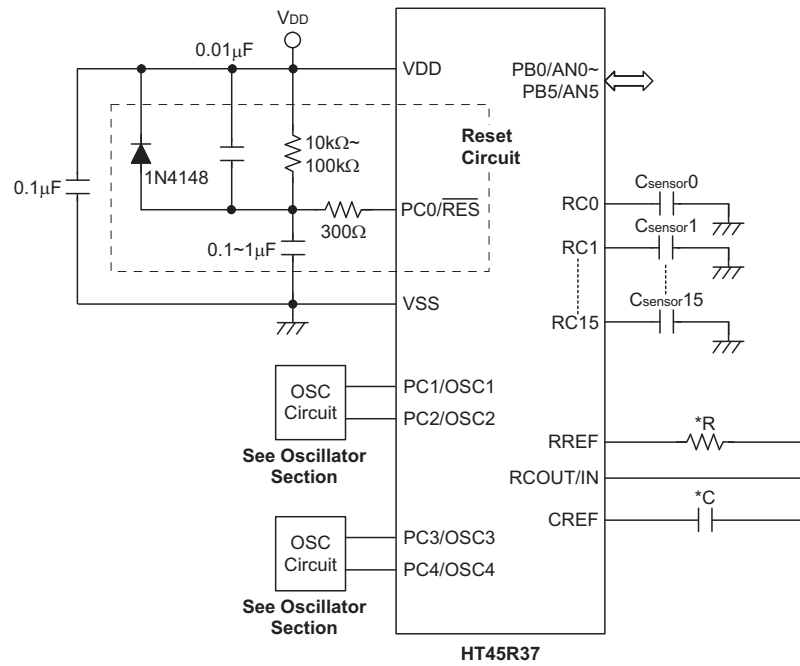 VDD
0.01μF
VDD
PB0/AN0~
PB5/AN5
Reset
Circuit
10kΩ~
100kΩ
1N4148
0.1μF
PC0/RES
300Ω
0.1~1μF
VSS
RC0
Csensor0
RC1
Csensor1
RC15
Csensor15
OSC
Circuit
PC1/OSC1
PC2/OSC2
See Oscillator
Section
RREF
*R
RCOUT/IN
CREF
*C
OSC
Circuit
PC3/OSC3
PC4/OSC4
See Oscillator
Section
HT45R37